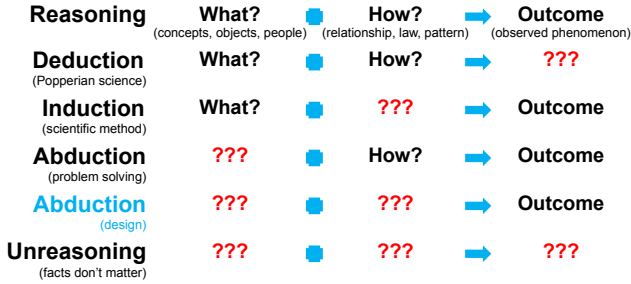 Reasoning What? How? Outcome
(concepts, objects, people) (relationship, law, pattern) (observed phenomenon)
Deduction What? How? ???
(Popperian science)
Induction What? ??? Outcome
(scientific method)
Abduction ??? How? Outcome
(problem solving)
Abduction ??? ??? Outcome
(design)
Unreasoning ??? ??? ???
(facts don't matter)